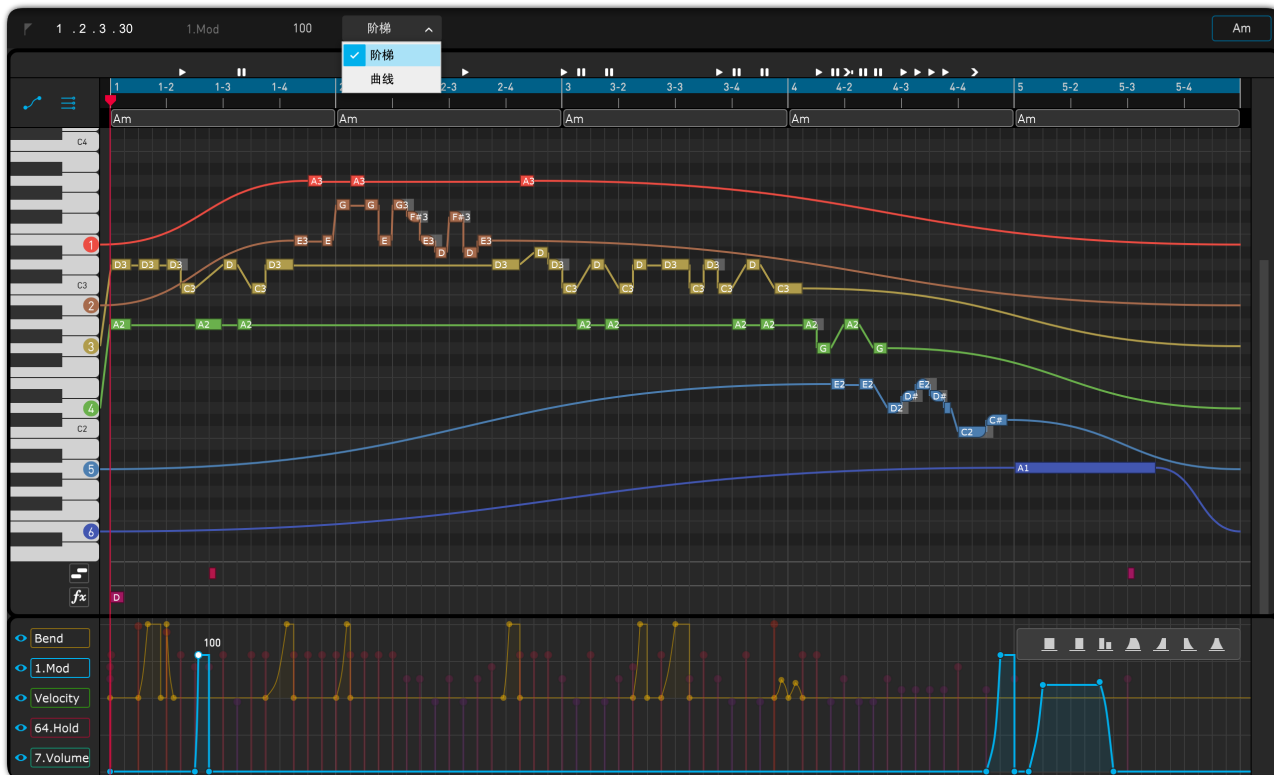 1 . 2 . 3 . 30 1.Mod 100 阶梯 Am
阶梯
曲线
1 1-2 1-3 1-4 2-3 2-4 3 3-2 3-3 3-4 4 4-2 4-3 4-4 5 5-2 5-3 5-4
Am Am Am Am Am
C4
A3 A3 A3
G G G3
F#3 F#3
E3 E E E3 E3
1
D D D
D3 D3 D3 D D3 D3 D3 D D D3 D3 D
C3 C3 C3 C3 C3 C3 C3 C3
2
A2 A2 A2 A2 A2 A2 A2 A2 A2
3
G G
E2 E2 E2
D# D#
4 D2
C# 
C2 C2
5 A1
6
fx D
Bend
100
1.Mod
Velocity
64.Hold
7.Volume